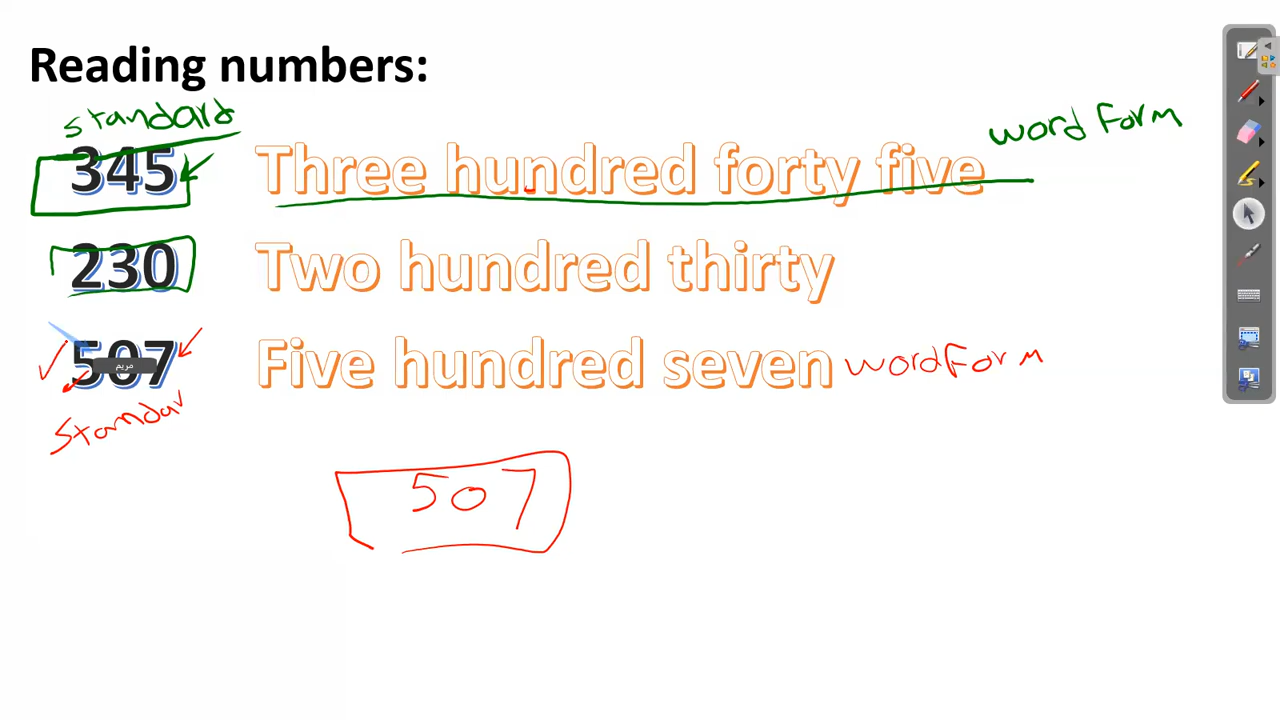 Reading numbers:
standard
345 Three hundred forty five word Form
230 Two hundred thirty
507 Five hundred seven wordForm
مريم
Standar
507